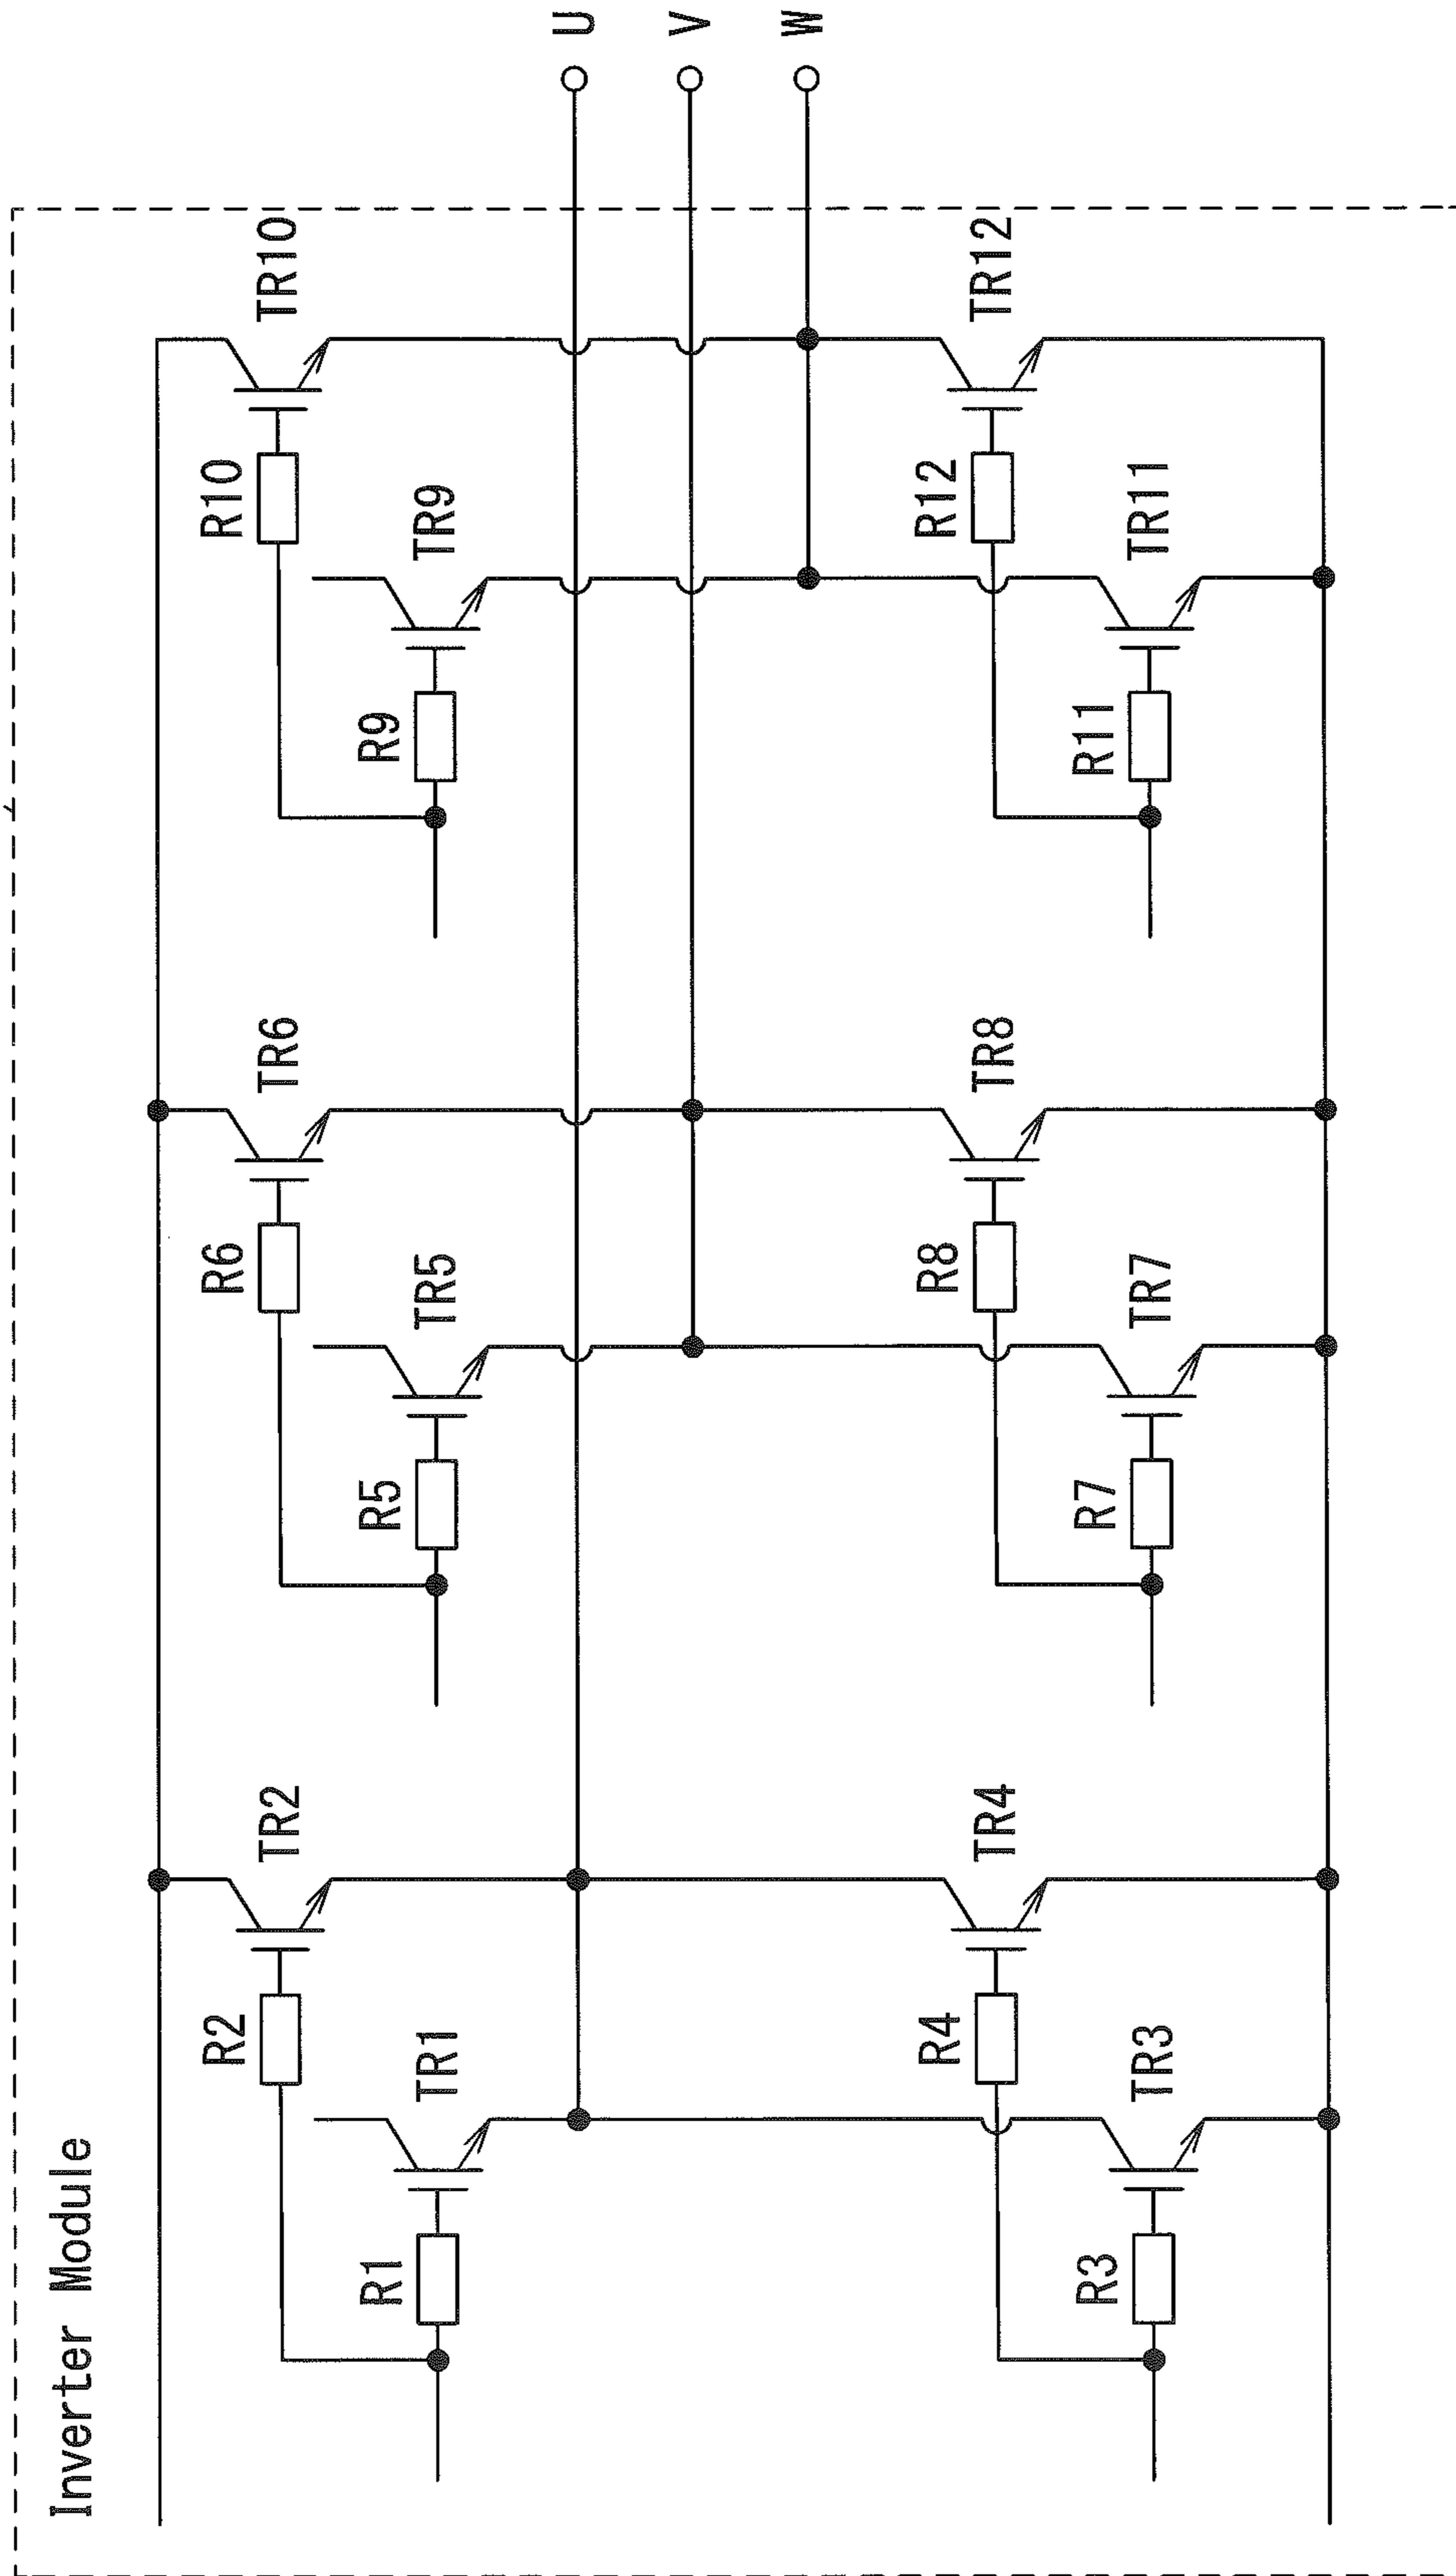 Inverter Module
R2
TR2
R6
TR6
R10
TR10
R1
TR1
R5
TR5
R9
TR9
U
V
W
R4
TR4
R8
TR8
R12
TR12
R3
TR3
R7
TR7
R11
TR11